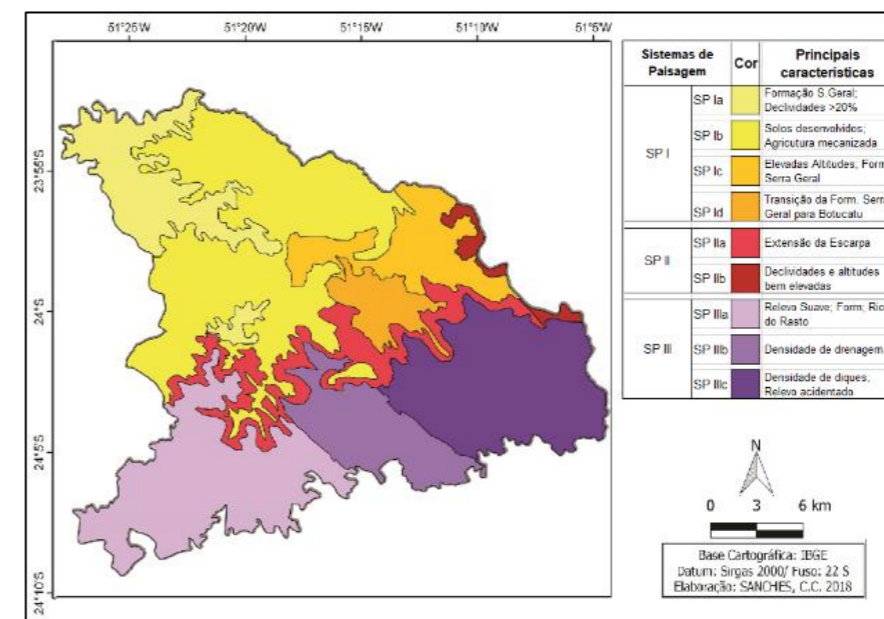 51°25'W 51°20'W 51°15'W 51°10'W 51°5'W
23°55'S
24°S
24°5'S
24°10'S
Sistemas de Paisagem Cor Principais características
SP I
SP Ia Formação S.Geral;
Declividades >20%
SP Ib Solos desenvolvidos;
Agricutura mecanizada
SP Ic Elevadas Altitudes; Form
Serra Geral
SP Id Transição da Form. Serra
Geral para Botucatu
SP II
SP IIa Extensão da Escarpa
SP IIb Declividades e altitudes
bem elevadas
SP III
SP IIIa Relevo Suave; Form; Rio
do Rasto
SP IIIb Densidade de drenagem
SP IIIc Densidade de diques,
Relevo acidentado
N
0 3 6 km
Base Cartográfica: IBGE
Datum: Sirgas 2000/ Fuso: 22 S
Elaboração: SANCHES, C.C. 2018